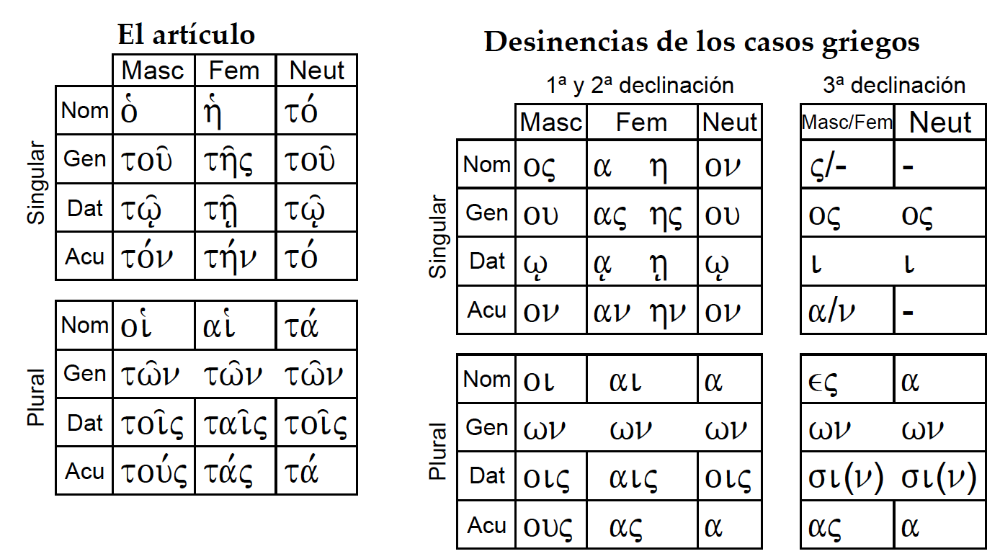 El artículo
Masc Fem Neut
Singular
Nom ὁ ἡ τό
Gen τοῦ τῆς τοῦ
Dat τῷ τῇ τῷ
Acu τόν τήν τό
Plural
Nom οἱ αἱ τά
Gen τῶν τῶν τῶν
Dat τοῖς ταῖς τοῖς
Acu τούς τάς τά
Desinencias de los casos griegos
1ª y 2ª declinación 3ª declinación
Masc Fem Neut Masc/Fem Neut
Singular
Nom ος α η ον ς/- -
Gen ου ας ης ου ος ος
Dat ῳ ᾳ ῃ ῳ ι ι
Acu ον αν ην ον α/ν -
Plural
Nom οι αι α ες α
Gen ων ων ων ων ων
Dat οις αις οις σι(ν) σι(ν)
Acu ους ας α ας α